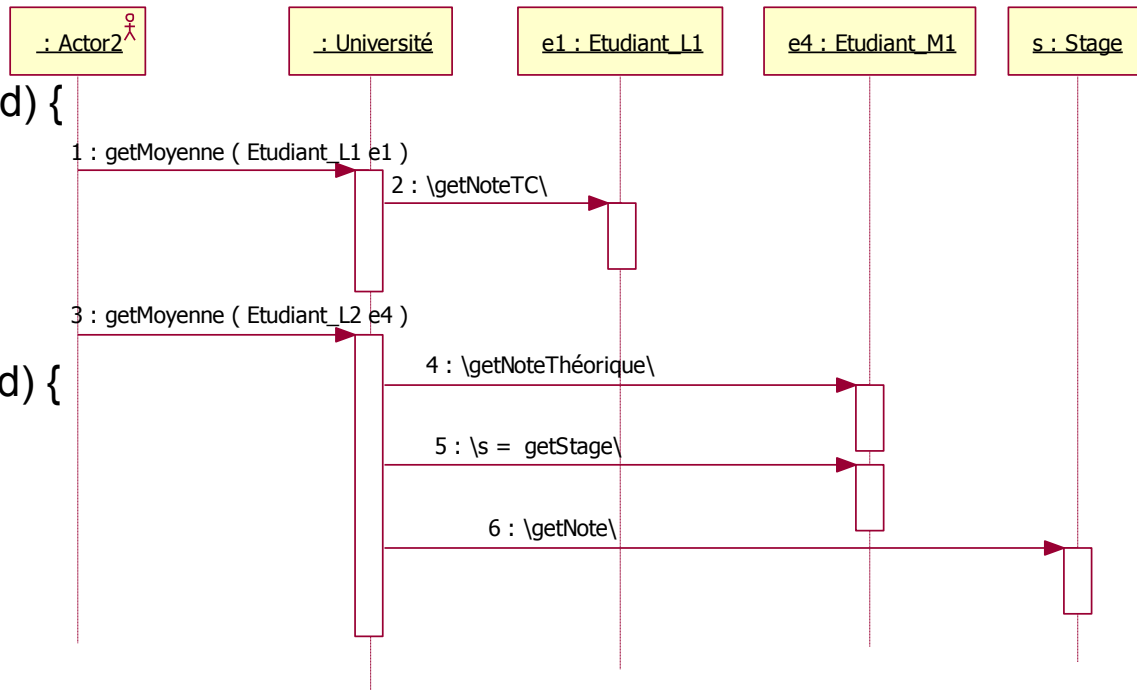 : Actor2
: Université
e1 : Etudiant_L1
e4 : Etudiant_M1
s : Stage
d) {
1 : getMoyenne ( Etudiant_L1 e1 )
2 : \getNoteTC\
3 : getMoyenne ( Etudiant_L2 e4 )
4 : \getNoteThéorique\
d) {
5 : \s = getStage\
6 : \getNote\